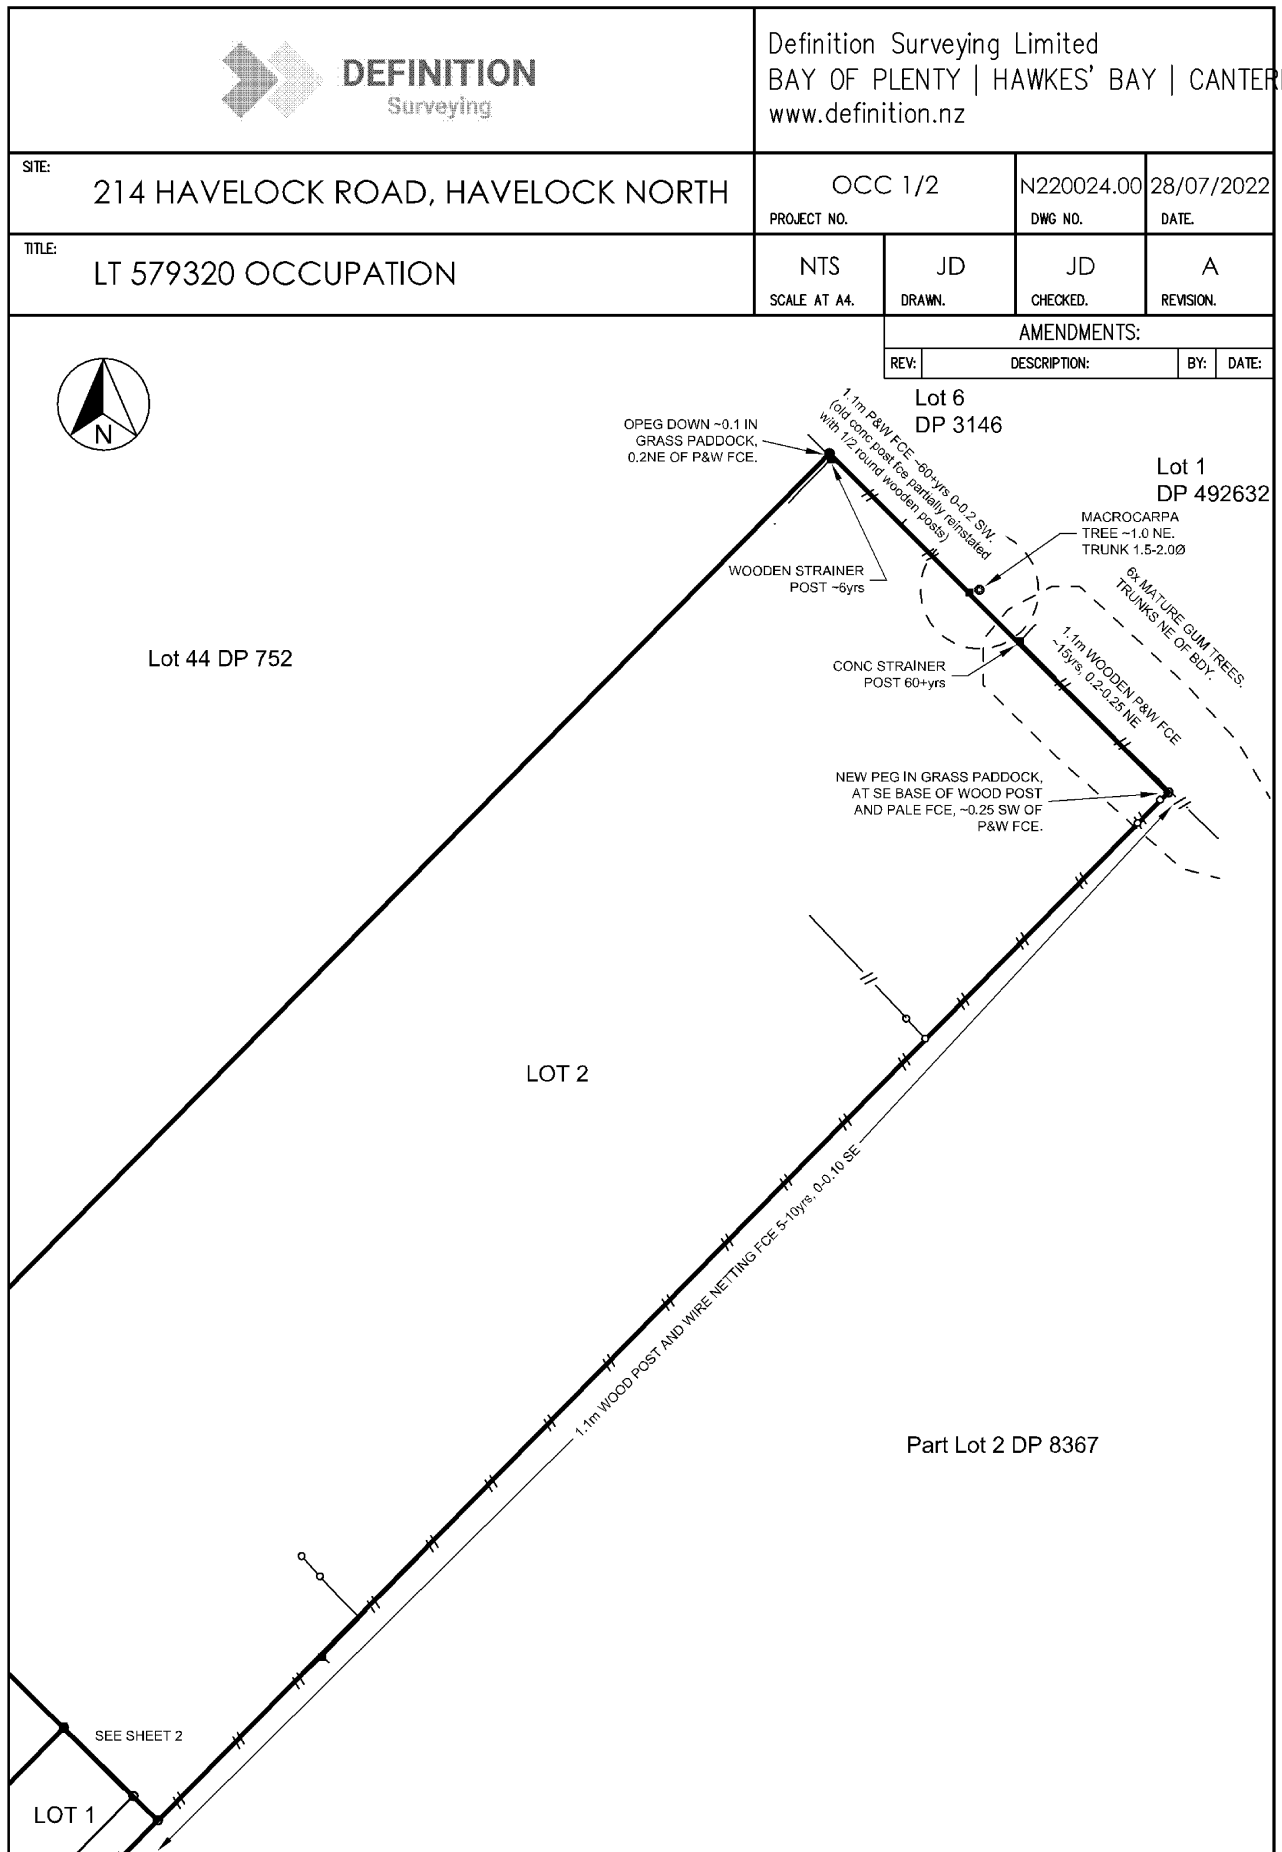 DEFINITION
Surveying
Definition Surveying Limited
BAY OF PLENTY | HAWKES' BAY | CANTER
www.definition.nz
SITE:
214 HAVELOCK ROAD, HAVELOCK NORTH
OCC 1/2
PROJECT NO.
N220024.00
DWG NO.
28/07/2022
DATE.
TITLE:
LT 579320 OCCUPATION
NTS
SCALE AT A4.
JD
DRAWN.
JD
CHECKED.
A
REVISION.
AMENDMENTS:
REV: DESCRIPTION: BY: DATE:
N
Lot 6
DP 3146
OPEG DOWN ~0.1 IN
GRASS PADDOCK,
0.2NE OF P&W FCE.
1.1m P&W FCE ~60+yrs 0-0.2 SW.
(old conc post fce partially reinstated
with 1/2 round wooden posts)
Lot 1
DP 492632
MACROCARPA
TREE ~1.0 NE.
TRUNK 1.5-2.0Ø
WOODEN STRAINER
POST ~6yrs
6x MATURE GUM TREES.
TRUNKS NE OF BDY.
1.1m WOODEN P&W FCE
~15yrs, 0.2-0.25 NE
Lot 44 DP 752
CONC STRAINER
POST 60+yrs
NEW PEG IN GRASS PADDOCK,
AT SE BASE OF WOOD POST
AND PALE FCE, ~0.25 SW OF
P&W FCE.
LOT 2
1.1m WOOD POST AND WIRE NETTING FCE 5-10yrs, 0-0.10 SE
Part Lot 2 DP 8367
SEE SHEET 2
LOT 1